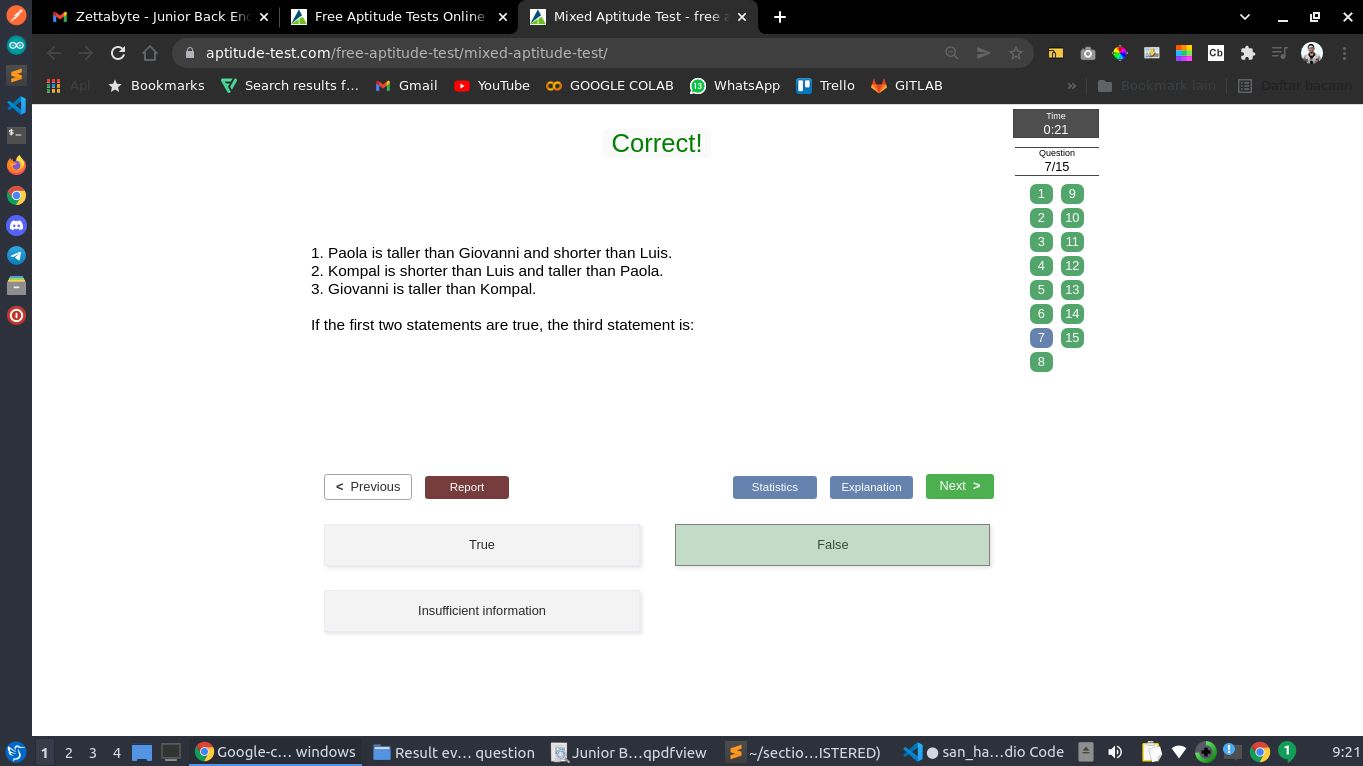 Zettabyte - Junior Back En
Free Aptitude Tests Online
Mixed Aptitude Test - free a
aptitude-test.com/free-aptitude-test/mixed-aptitude-test/
Cb
Apl
Bookmarks
Search results f...
Gmail
YouTube
GOOGLE COLAB
13
WhatsApp
Trello
GITLAB
»
Bookmark lain
Daftar bacaan
Correct!
Time
0:21
Question
7/15
1 9
2 10
3 11
4 12
5 13
6 14
7 15
8
1. Paola is taller than Giovanni and shorter than Luis.
2. Kompal is shorter than Luis and taller than Paola.
3. Giovanni is taller than Kompal.
If the first two statements are true, the third statement is:
< Previous
Report
Statistics
Explanation
Next >
True
False
Insufficient information
1 2 3 4
Google-c... windows
Result ev... question
Junior B...qpdfview
~/sectio...ISTERED)
● san_ha...dio Code
1
9:21